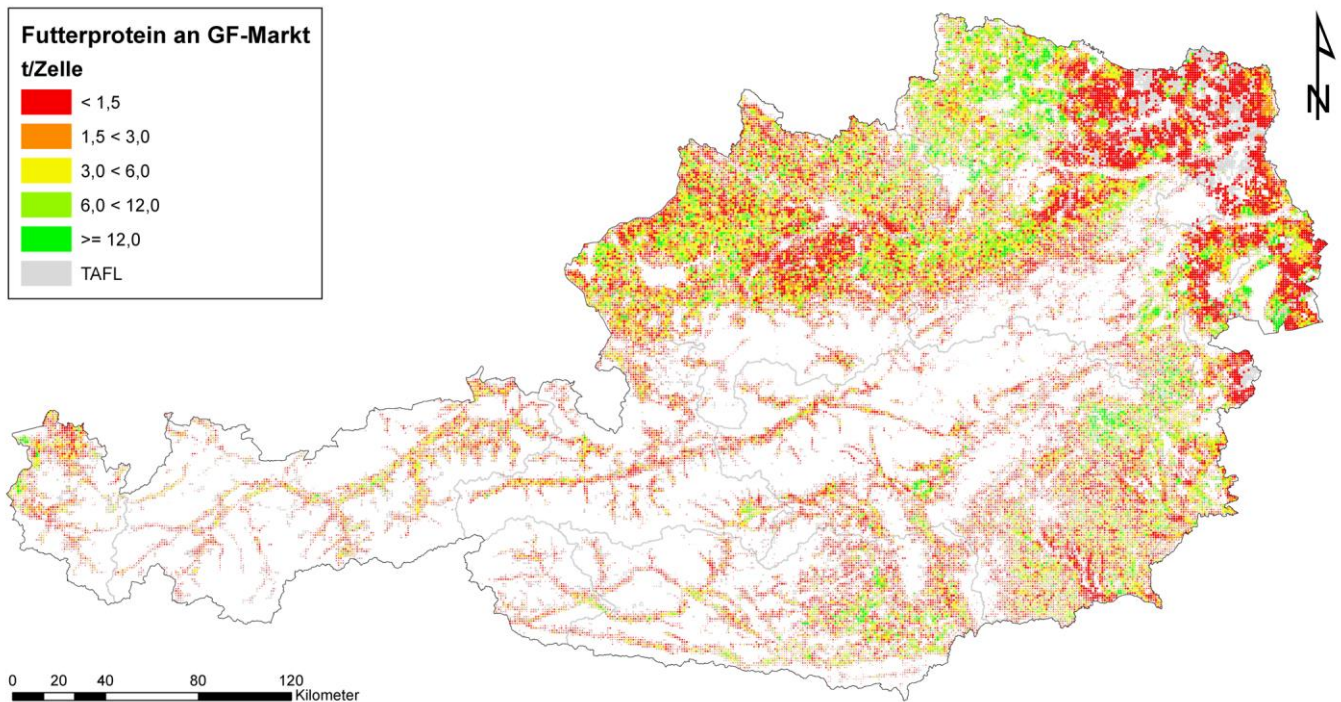 Futterprotein an GF-Markt
t/Zelle
< 1,5
1,5 < 3,0
3,0 < 6,0
6,0 < 12,0
>= 12,0
TAFL
N
0 20 40 80 120
Kilometer